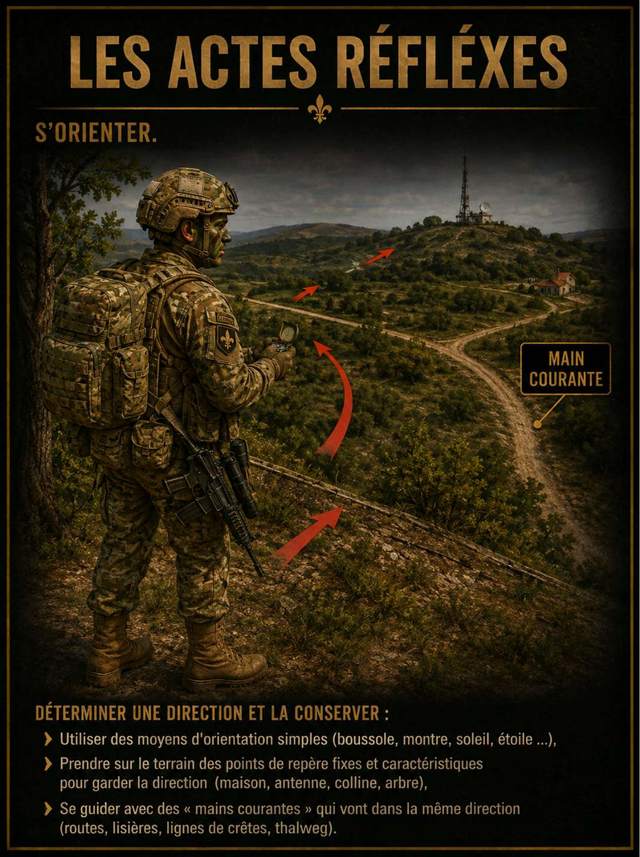 LES ACTES RÉFLÉXES
S'ORIENTER.
MAIN
COURANTE
DÉTERMINER UNE DIRECTION ET LA CONSERVER :
❯ Utiliser des moyens d'orientation simples (boussole, montre, soleil, étoile ...),
❯ Prendre sur le terrain des points de repère fixes et caractéristiques
pour garder la direction (maison, antenne, colline, arbre),
❯ Se guider avec des « mains courantes » qui vont dans la même direction
(routes, lisières, lignes de crêtes, thalweg).